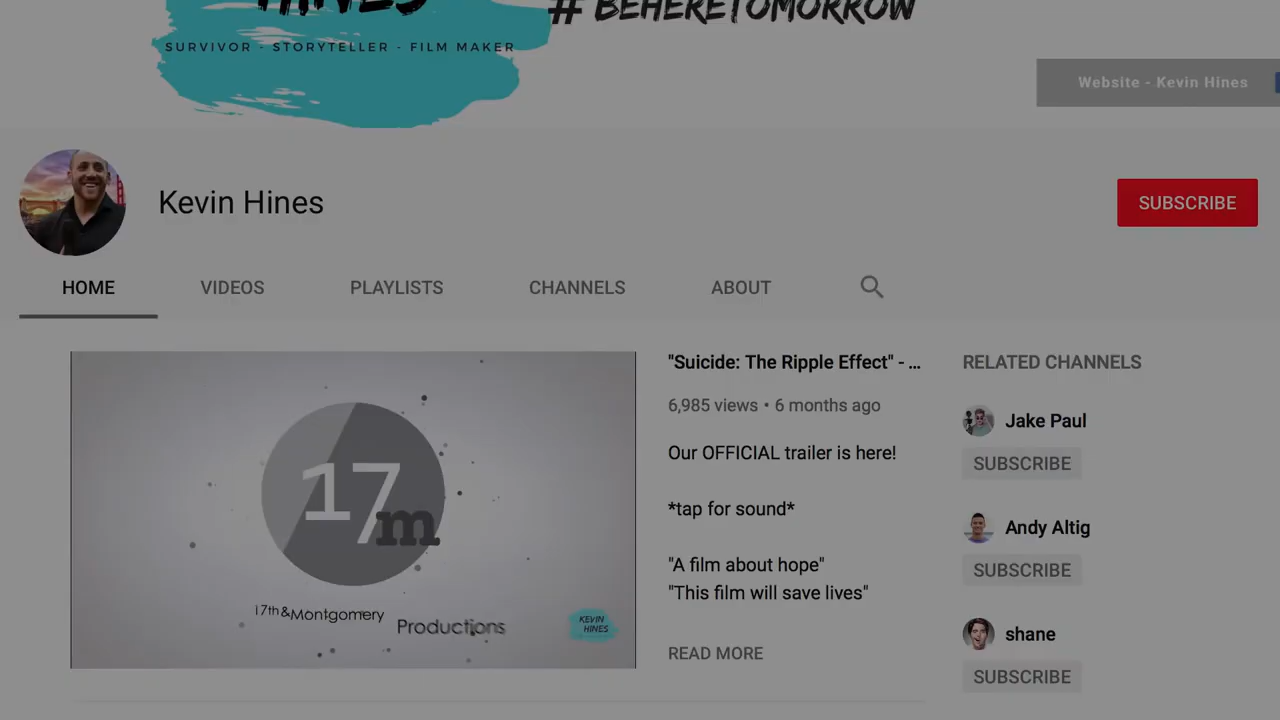 HINES
# BEHERETOMORROW
SURVIVOR - STORYTELLER - FILM MAKER
Website - Kevin Hines
Kevin Hines
SUBSCRIBE
HOME VIDEOS PLAYLISTS CHANNELS ABOUT
"Suicide: The Ripple Effect" - ...
RELATED CHANNELS
6,985 views • 6 months ago
Jake Paul
Our OFFICIAL trailer is here!
SUBSCRIBE
17m
*tap for sound*
Andy Altig
"A film about hope"
SUBSCRIBE
"This film will save lives"
17th&Montgomery Productions
KEVIN
HINES
shane
READ MORE
SUBSCRIBE